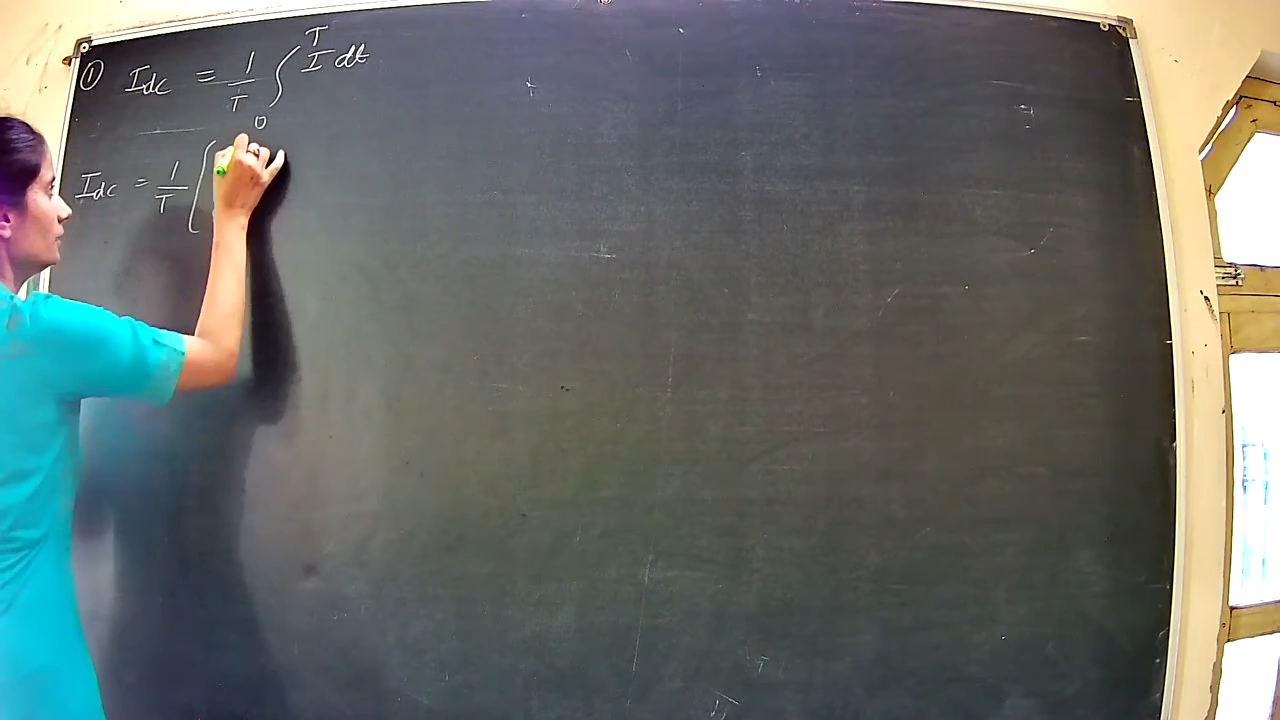 ① Idc = 1/T ∫₀ᵀ I dt
Idc = 1/T [